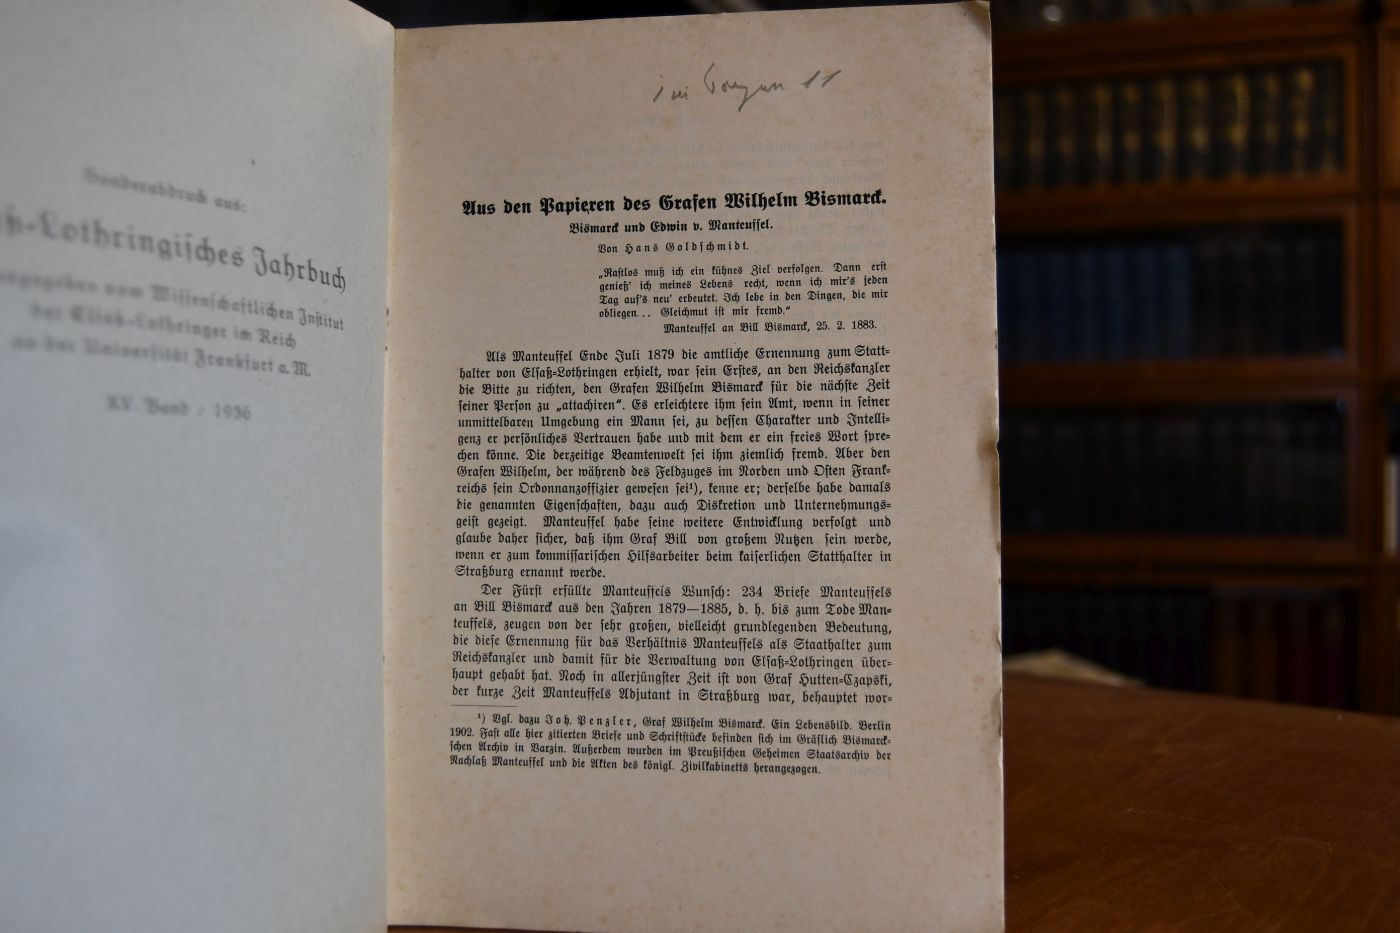 Sonderabdruck aus:
ß-Lothringisches Jahrbuch
vom Wissenschaftlichen Institut
der Elsaß-Lothringer im Reich
an der Universität Frankfurt a. M.
XV. Band / 1936
Aus den Papieren des Grafen Wilhelm Bismarck.
Bismarck und Edwin v. Manteuffel.
Von Hans Goldschmidt.
„Rastlos muß ich ein kühnes Ziel verfolgen. Dann erst
genieß' ich meines Lebens recht, wenn ich mir's jeden
Tag auf's neu' erbeutet. Ich lebe in den Dingen, die mir
obliegen... Gleichmut ist mir fremd.“
Manteuffel an Bill Bismarck, 25. 2. 1883.
Als Manteuffel Ende Juli 1879 die amtliche Ernennung zum Statt-
halter von Elsaß-Lothringen erhielt, war sein Erstes, an den Reichskanzler
die Bitte zu richten, den Grafen Wilhelm Bismarck für die nächste Zeit
seiner Person zu „attachiren“. Es erleichtere ihm sein Amt, wenn in seiner
unmittelbaren Umgebung ein Mann sei, zu dessen Charakter und Intelli-
genz er persönliches Vertrauen habe und mit dem er ein freies Wort spre-
chen könne. Die derzeitige Beamtenwelt sei ihm ziemlich fremd. Aber den
Grafen Wilhelm, der während des Feldzuges im Norden und Osten Frank-
reichs sein Ordonnanzoffizier gewesen sei¹), kenne er; derselbe habe damals
die genannten Eigenschaften, dazu auch Diskretion und Unternehmungs-
geist gezeigt. Manteuffel habe seine weitere Entwicklung verfolgt und
glaube daher sicher, daß ihm Graf Bill von großem Nutzen sein werde,
wenn er zum kommissarischen Hilfsarbeiter beim kaiserlichen Statthalter in
Straßburg ernannt werde.
Der Fürst erfüllte Manteuffels Wunsch: 234 Briefe Manteuffels
an Bill Bismarck aus den Jahren 1879—1885, d. h. bis zum Tode Man-
teuffels, zeugen von der sehr großen, vielleicht grundlegenden Bedeutung,
die diese Ernennung für das Verhältnis Manteuffels als Staathalter zum
Reichskanzler und damit für die Verwaltung von Elsaß-Lothringen über-
haupt gehabt hat. Noch in allerjüngster Zeit ist von Graf Hutten-Czapski,
der kurze Zeit Manteuffels Adjutant in Straßburg war, behauptet wor-
¹) Vgl. dazu Joh. Penzler, Graf Wilhelm Bismarck. Ein Lebensbild. Berlin
1902. Fast alle hier zitierten Briefe und Schriftstücke befinden sich im Gräflich Bismarck-
schen Archiv in Varzin. Außerdem wurden im Preußischen Geheimen Staatsarchiv der
Nachlaß Manteuffel und die Akten des königl. Zivilkabinetts herangezogen.